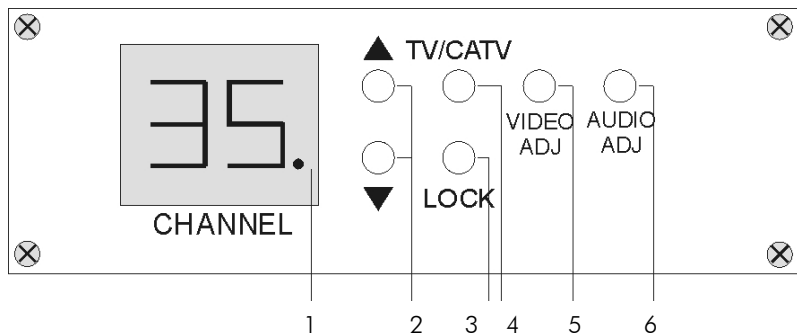 ▲ TV/CATV
35.
VIDEO ADJ
AUDIO ADJ
▼ LOCK
CHANNEL
1 2 3 4 5 6